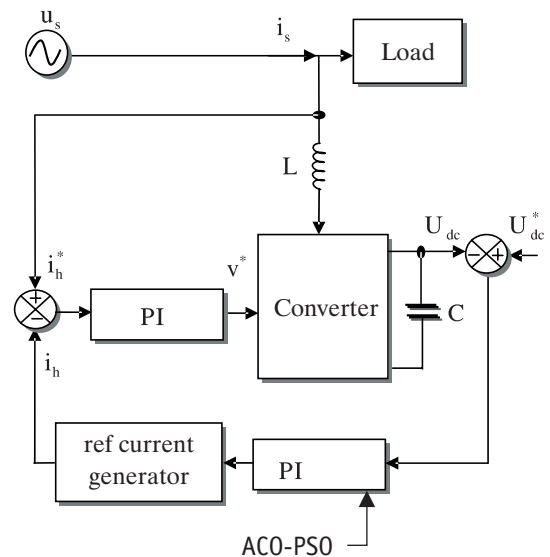 u_s
i_s
Load
L
U_dc
U_dc^*
i_h^*
v^*
+
−
PI
Converter
C
−
+
i_h
ref current
generator
PI
ACO-PSO